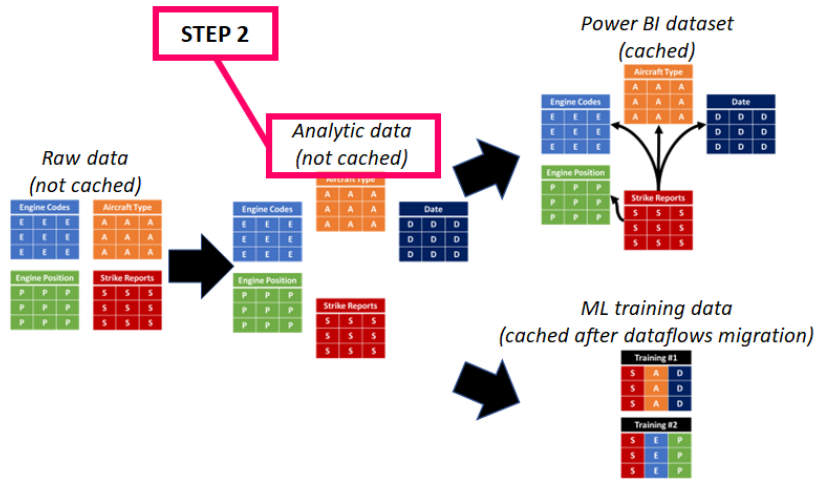 STEP 2
Raw data
(not cached)
Engine Codes
E E E
E E E
E E E
Aircraft Type
A A A
A A A
A A A
Engine Position
P P P
P P P
P P P
Strike Reports
S S S
S S S
S S S
Analytic data
(not cached)
Aircraft Type
A A A
A A A
A A A
Engine Codes
E E E
E E E
E E E
Date
D D D
D D D
D D D
Engine Position
P P P
P P P
P P P
Strike Reports
S S S
S S S
S S S
Power BI dataset
(cached)
Aircraft Type
A A A
A A A
A A A
Engine Codes
E E E
E E E
E E E
Date
D D D
D D D
D D D
Engine Position
P P P
P P P
P P P
Strike Reports
S S S
S S S
S S S
ML training data
(cached after dataflows migration)
Training #1
S A D
S A D
S A D
Training #2
S E P
S E P
S E P